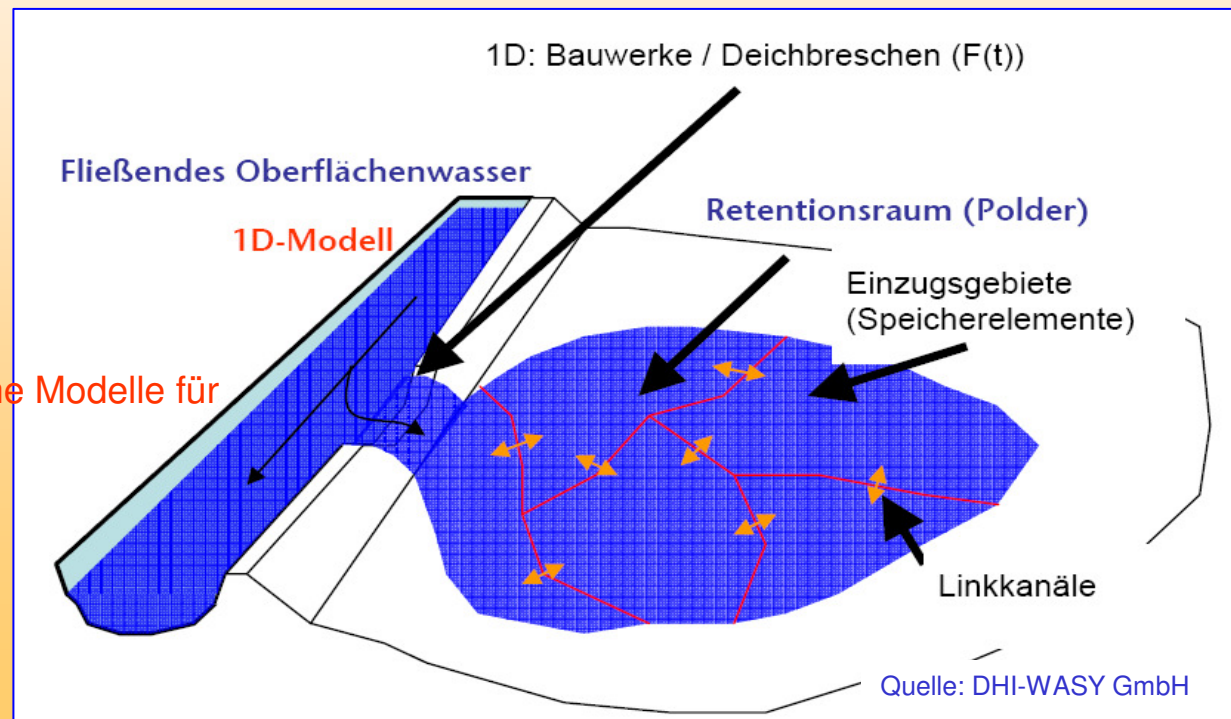 1D: Bauwerke / Deichbreschen (F(t))
Fließendes Oberflächenwasser
1D-Modell
Retentionsraum (Polder)
Einzugsgebiete
(Speicherelemente)
Modelle für
Linkkanäle
Quelle: DHI-WASY GmbH